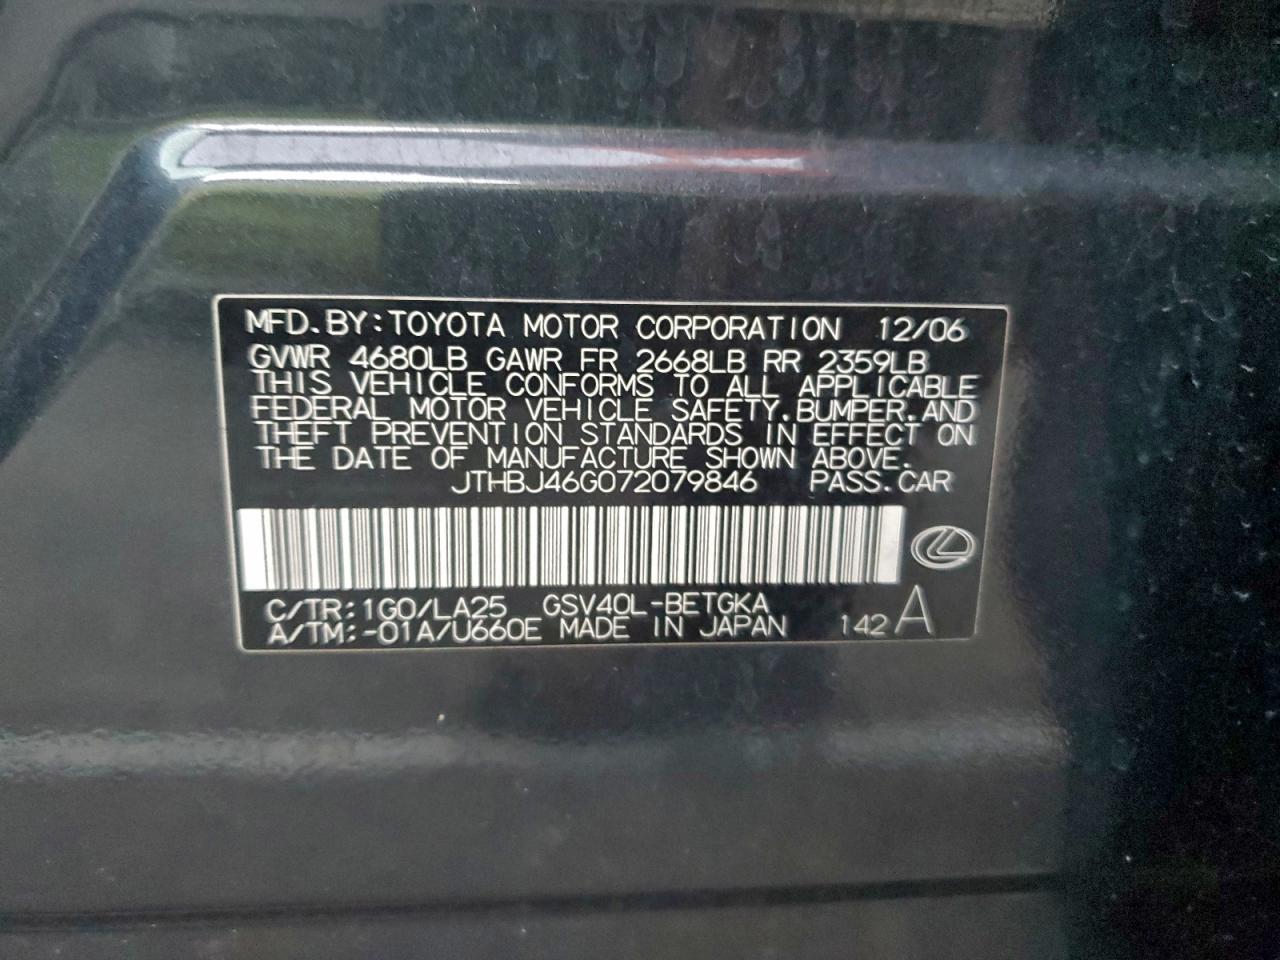 MFD.BY:TOYOTA MOTOR CORPORATION 12/06
GVWR 4680LB GAWR FR 2668LB RR 2359LB
THIS VEHICLE CONFORMS TO ALL APPLICABLE
FEDERAL MOTOR VEHICLE SAFETY,BUMPER,AND
THEFT PREVENTION STANDARDS IN EFFECT ON
THE DATE OF MANUFACTURE SHOWN ABOVE.
JTHBJ46G072079846 PASS.CAR
C/TR:1G0/LA25 GSV40L-BETGKA
A/TM:-01A/U660E MADE IN JAPAN 142 A